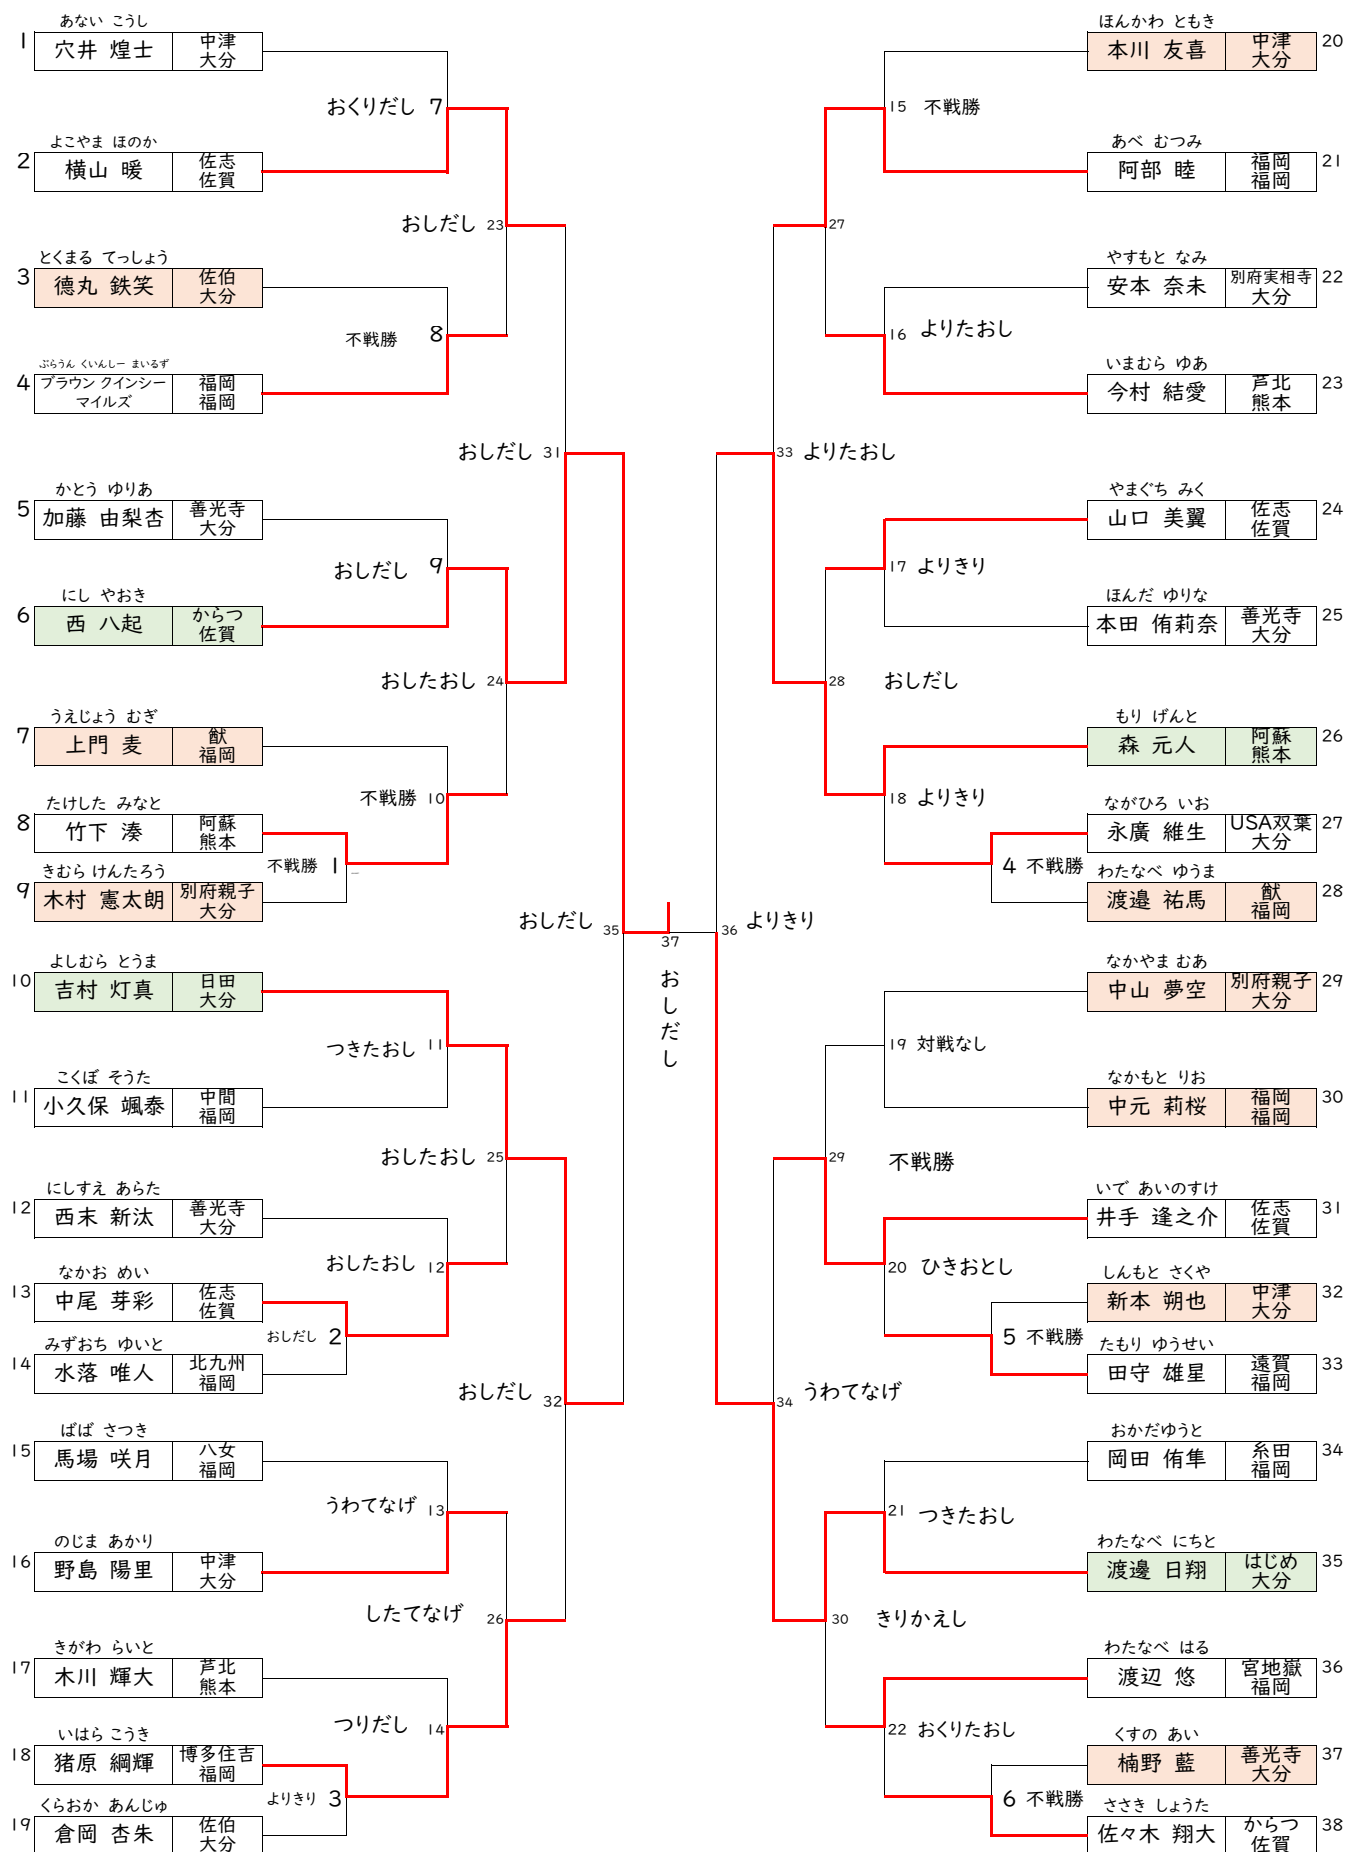 あない こうし
1 穴井 煌士 中津
大分
よこやま ほのか
2 横山 暖 佐志
佐賀
とくまる てっしょう
3 德丸 鉄笑 佐伯
大分
ぶらうん くいんしー まいるず
4 ブラウン クインシー
マイルズ
福岡
福岡
かとう ゆりあ
5 加藤 由梨杏 善光寺
大分
にし やおき
6 西 八起 からつ
佐賀
うえじょう むぎ
7 上門 麦 猷
福岡
たけした みなと
8 竹下 湊 阿蘇
熊本
きむら けんたろう
9 木村 憲太朗 別府親子
大分
よしむら とうま
10 吉村 灯真 日田
大分
こくぼ そうた
11 小久保 颯泰 中間
福岡
にしすえ あらた
12 西末 新汰 善光寺
大分
なかお めい
13 中尾 芽彩 佐志
佐賀
みずおち ゆいと
14 水落 唯人 北九州
福岡
ばば さつき
15 馬場 咲月 八女
福岡
のじま あかり
16 野島 陽里 中津
大分
きがわ らいと
17 木川 輝大 芦北
熊本
いはら こうき
18 猪原 綱輝 博多住吉
福岡
くらおか あんじゅ
19 倉岡 杏朱 佐伯
大分
不戦勝 1
おしだし 2
よりきり 3
おくりだし 7
不戦勝 8
おしだし 9
不戦勝 10
つきたおし 11
おしたおし 12
うわてなげ 13
つりだし 14
おしだし 23
おしたおし 24
おしたおし 25
したてなげ 26
おしだし 31
おしだし 32
おしだし 35
37
おしだし
36 よりきり
33 よりたおし
34 うわてなげ
27
28 おしだし
29 不戦勝
30 きりかえし
15 不戦勝
16 よりたおし
17 よりきり
18 よりきり
19 対戦なし
20 ひきおとし
21 つきたおし
22 おくりたおし
4 不戦勝
5 不戦勝
6 不戦勝
ほんかわ ともき
本川 友喜 中津 20
大分
あべ むつみ
阿部 睦 福岡 21
福岡
やすもと なみ
安本 奈未 別府実相寺 22
大分
いまむら ゆあ
今村 結愛 芦北 23
熊本
やまぐち みく
山口 美翼 佐志 24
佐賀
ほんだ ゆりな
本田 侑莉奈 善光寺 25
大分
もり げんと
森 元人 阿蘇 26
熊本
ながひろ いお
永廣 維生 USA双葉 27
大分
わたなべ ゆうま
渡邉 祐馬 猷 28
福岡
なかやま むあ
中山 夢空 別府親子 29
大分
なかもと りお
中元 莉桜 福岡 30
福岡
いで あいのすけ
井手 逢之介 佐志 31
佐賀
しんもと さくや
新本 朔也 中津 32
大分
たもり ゆうせい
田守 雄星 遠賀 33
福岡
おかだゆうと
岡田 侑隼 糸田 34
福岡
わたなべ にちと
渡邊 日翔 はじめ 35
大分
わたなべ はる
渡辺 悠 宮地嶽 36
福岡
くすの あい
楠野 藍 善光寺 37
大分
ささき しょうた
佐々木 翔大 からつ 38
佐賀